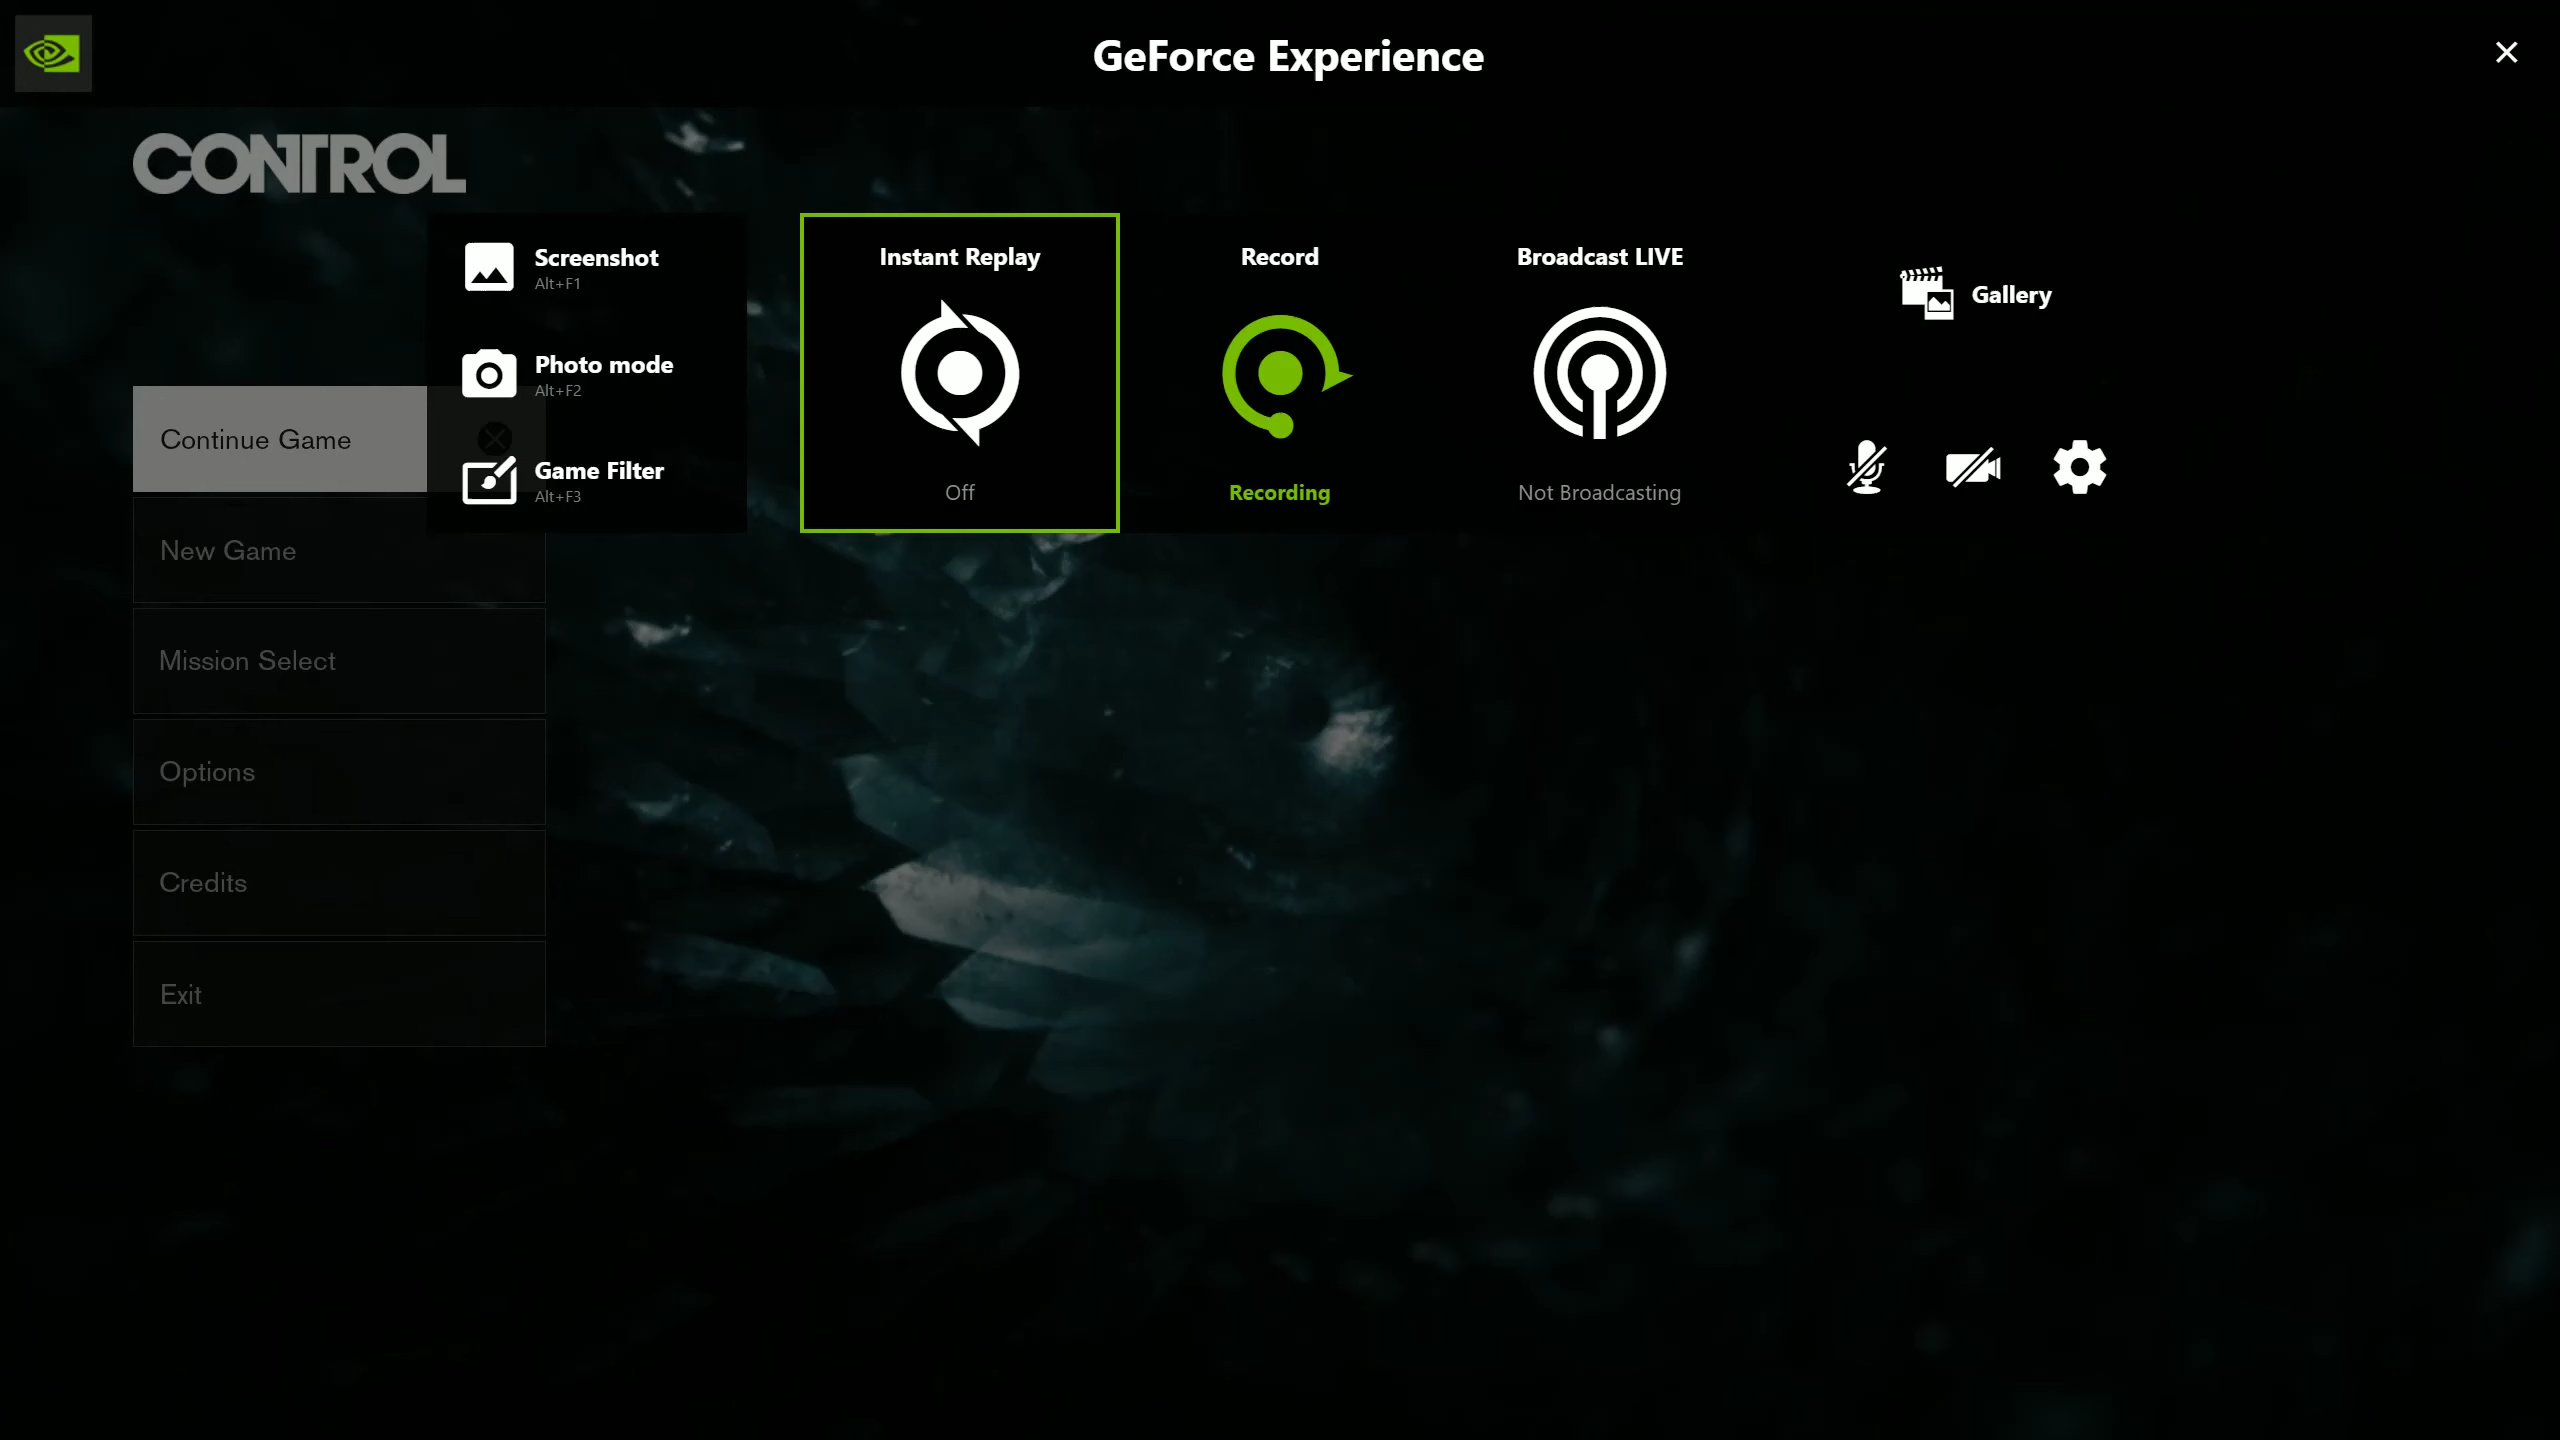 GeForce Experience
CONTROL
Screenshot
Alt+F1
Photo mode
Alt+F2
Game Filter
Alt+F3
Instant Replay
Off
Record
Recording
Broadcast LIVE
Not Broadcasting
Gallery
Continue Game
New Game
Mission Select
Options
Credits
Exit